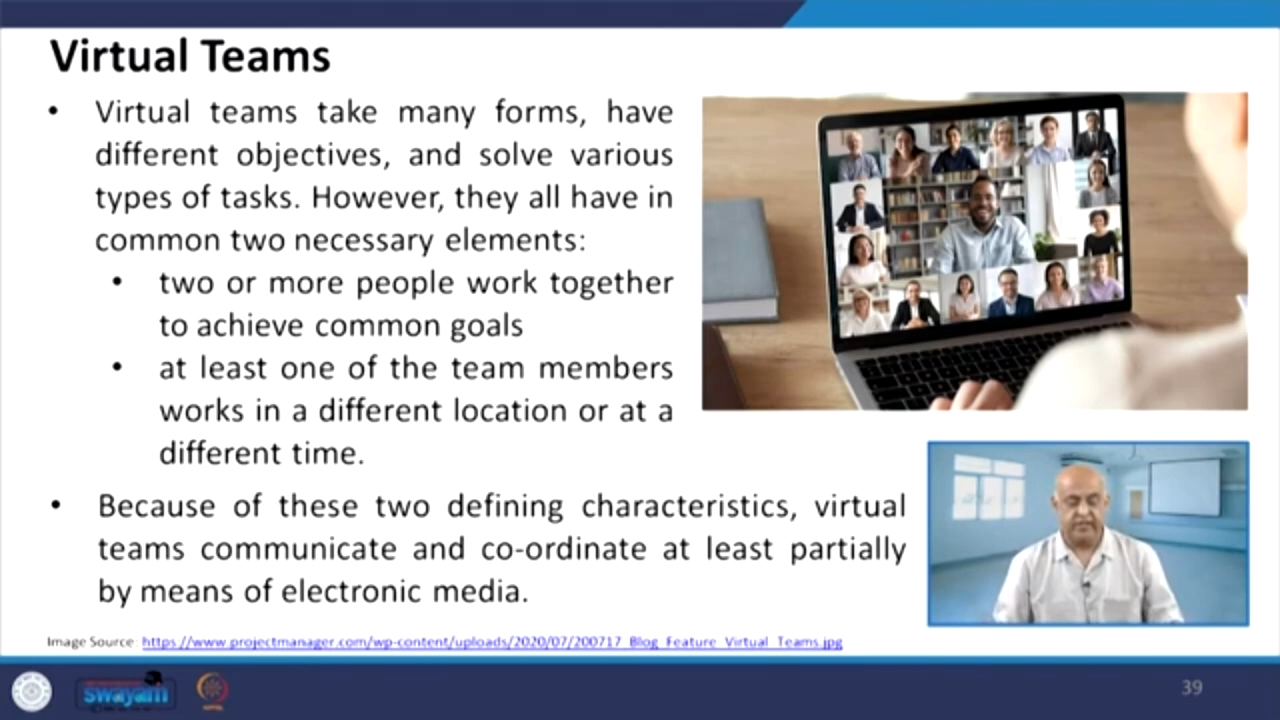 Virtual Teams
• Virtual teams take many forms, have
different objectives, and solve various
types of tasks. However, they all have in
common two necessary elements:
• two or more people work together
to achieve common goals
• at least one of the team members
works in a different location or at a
different time.
• Because of these two defining characteristics, virtual
teams communicate and co-ordinate at least partially
by means of electronic media.
Image Source: https://www.projectmanager.com/wp-content/uploads/2020/07/200717_Blog_Feature_Virtual_Teams.jpg
swayam
39